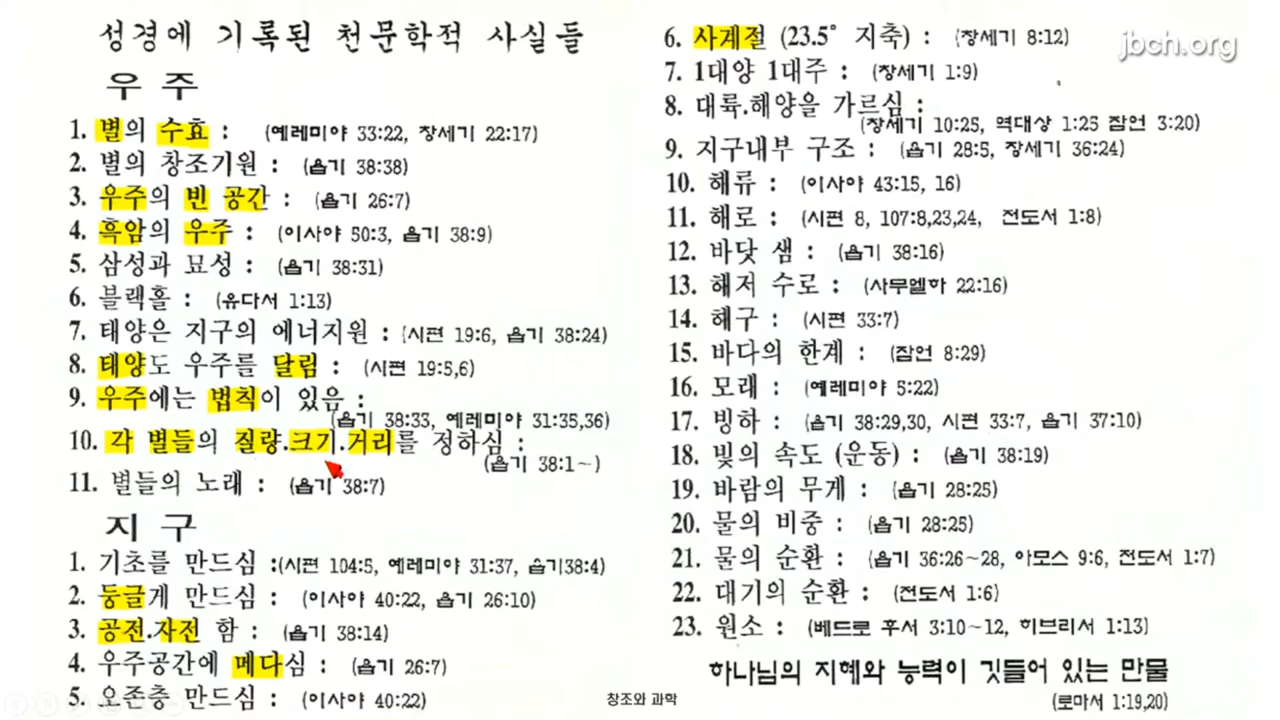 성경에 기록된 천문학적 사실들
우 주
1. 별의 수효 : (예레미야 33:22, 창세기 22:17)
2. 별의 창조기원 : (욥기 38:38)
3. 우주의 빈 공간 : (욥기 26:7)
4. 흑암의 우주 : (이사야 50:3, 욥기 38:9)
5. 삼성과 묘성 : (욥기 38:31)
6. 블랙홀 : (유다서 1:13)
7. 태양은 지구의 에너지원 : (시편 19:6, 욥기 38:24)
8. 태양도 우주를 달림 : (시편 19:5,6)
9. 우주에는 법칙이 있음 :
(욥기 38:33, 예레미야 31:35,36)
10. 각 별들의 질량.크기.거리를 정하심 :
(욥기 38:1~)
11. 별들의 노래 : (욥기 38:7)
지 구
1. 기초를 만드심 :(시편 104:5, 예레미야 31:37, 욥기38:4)
2. 둥글게 만드심 : (이사야 40:22, 욥기 26:10)
3. 공전.자전 함 : (욥기 38:14)
4. 우주공간에 메다심 : (욥기 26:7)
5. 오존층 만드심 : (이사야 40:22)
6. 사계절 (23.5° 지축) : (창세기 8:12)
7. 1대양 1대주 : (창세기 1:9)
8. 대륙.해양을 가르심 :
(창세기 10:25, 역대상 1:25 잠언 3:20)
9. 지구내부 구조 : (욥기 28:5, 창세기 36:24)
10. 해류 : (이사야 43:15, 16)
11. 해로 : (시편 8, 107:8,23,24, 전도서 1:8)
12. 바닷 샘 : (욥기 38:16)
13. 해저 수로 : (사무엘하 22:16)
14. 해구 : (시편 33:7)
15. 바다의 한계 : (잠언 8:29)
16. 모래 : (예레미야 5:22)
17. 빙하 : (욥기 38:29,30, 시편 33:7, 욥기 37:10)
18. 빛의 속도 (운동) : (욥기 38:19)
19. 바람의 무게 : (욥기 28:25)
20. 물의 비중 : (욥기 28:25)
21. 물의 순환 : (욥기 36:26~28, 아모스 9:6, 전도서 1:7)
22. 대기의 순환 : (전도서 1:6)
23. 원소 : (베드로 후서 3:10~12, 히브리서 1:13)
하나님의 지혜와 능력이 깃들어 있는 만물
(로마서 1:19,20)
jbch.org
창조와 과학